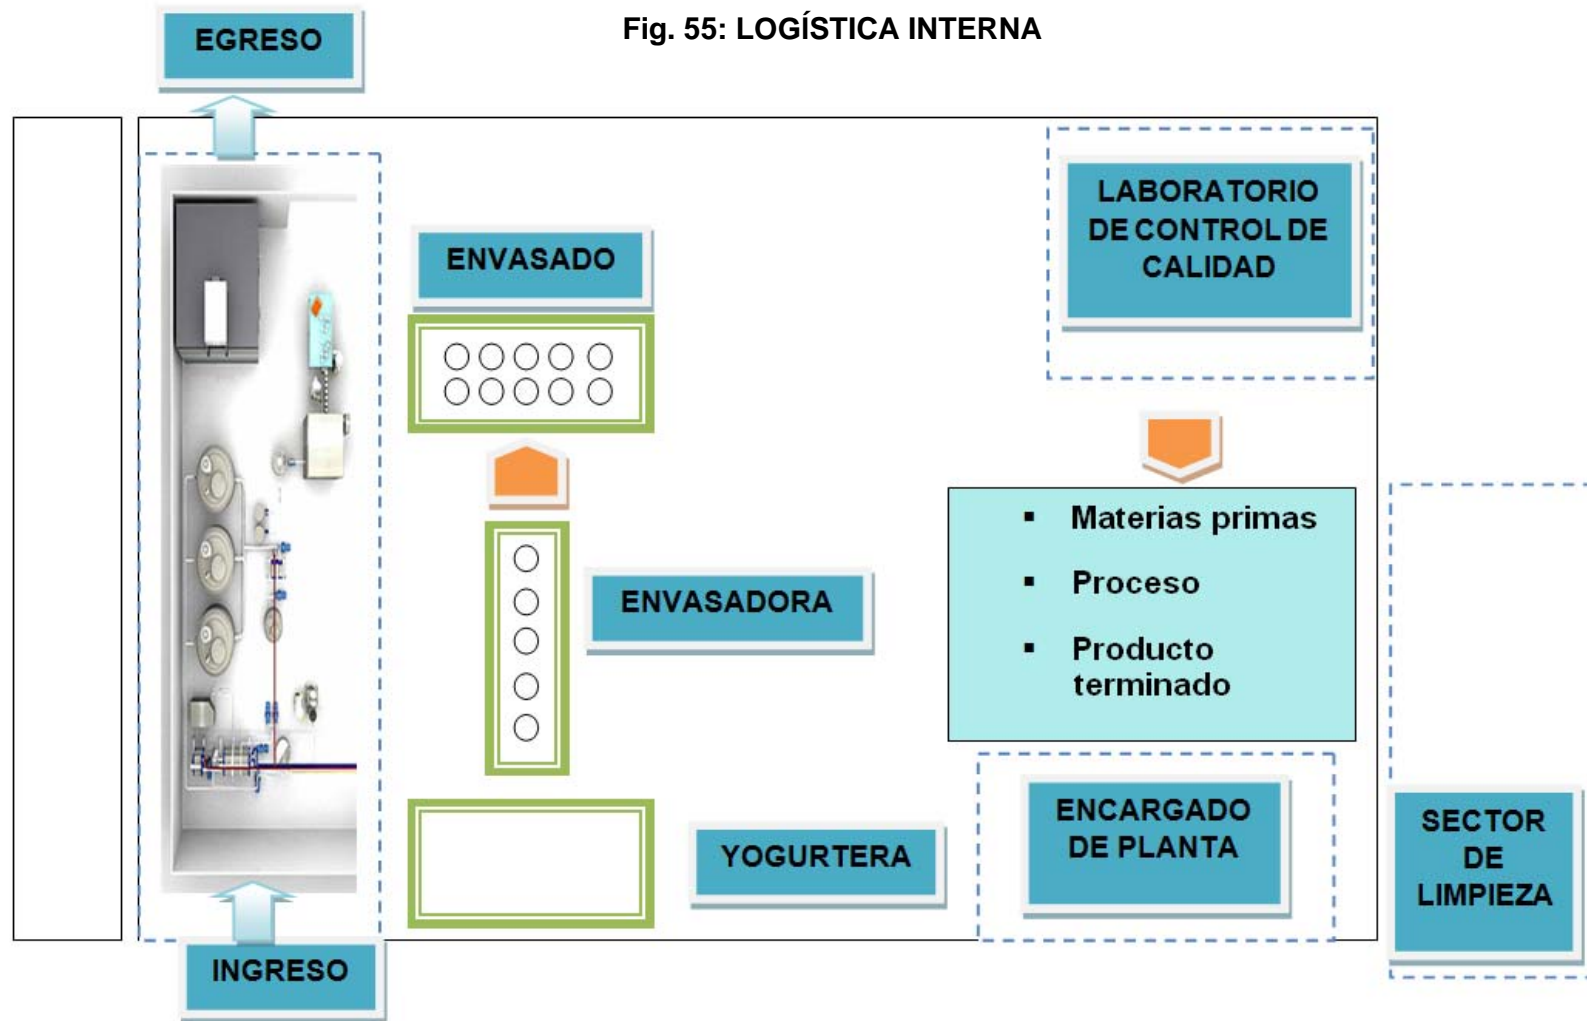 Fig. 55: LOGÍSTICA INTERNA
EGRESO
LABORATORIO
DE CONTROL DE
CALIDAD
ENVASADO
▪ Materias primas
▪ Proceso
▪ Producto
terminado
ENVASADORA
ENCARGADO
DE PLANTA
YOGURTERA
SECTOR
DE
LIMPIEZA
INGRESO